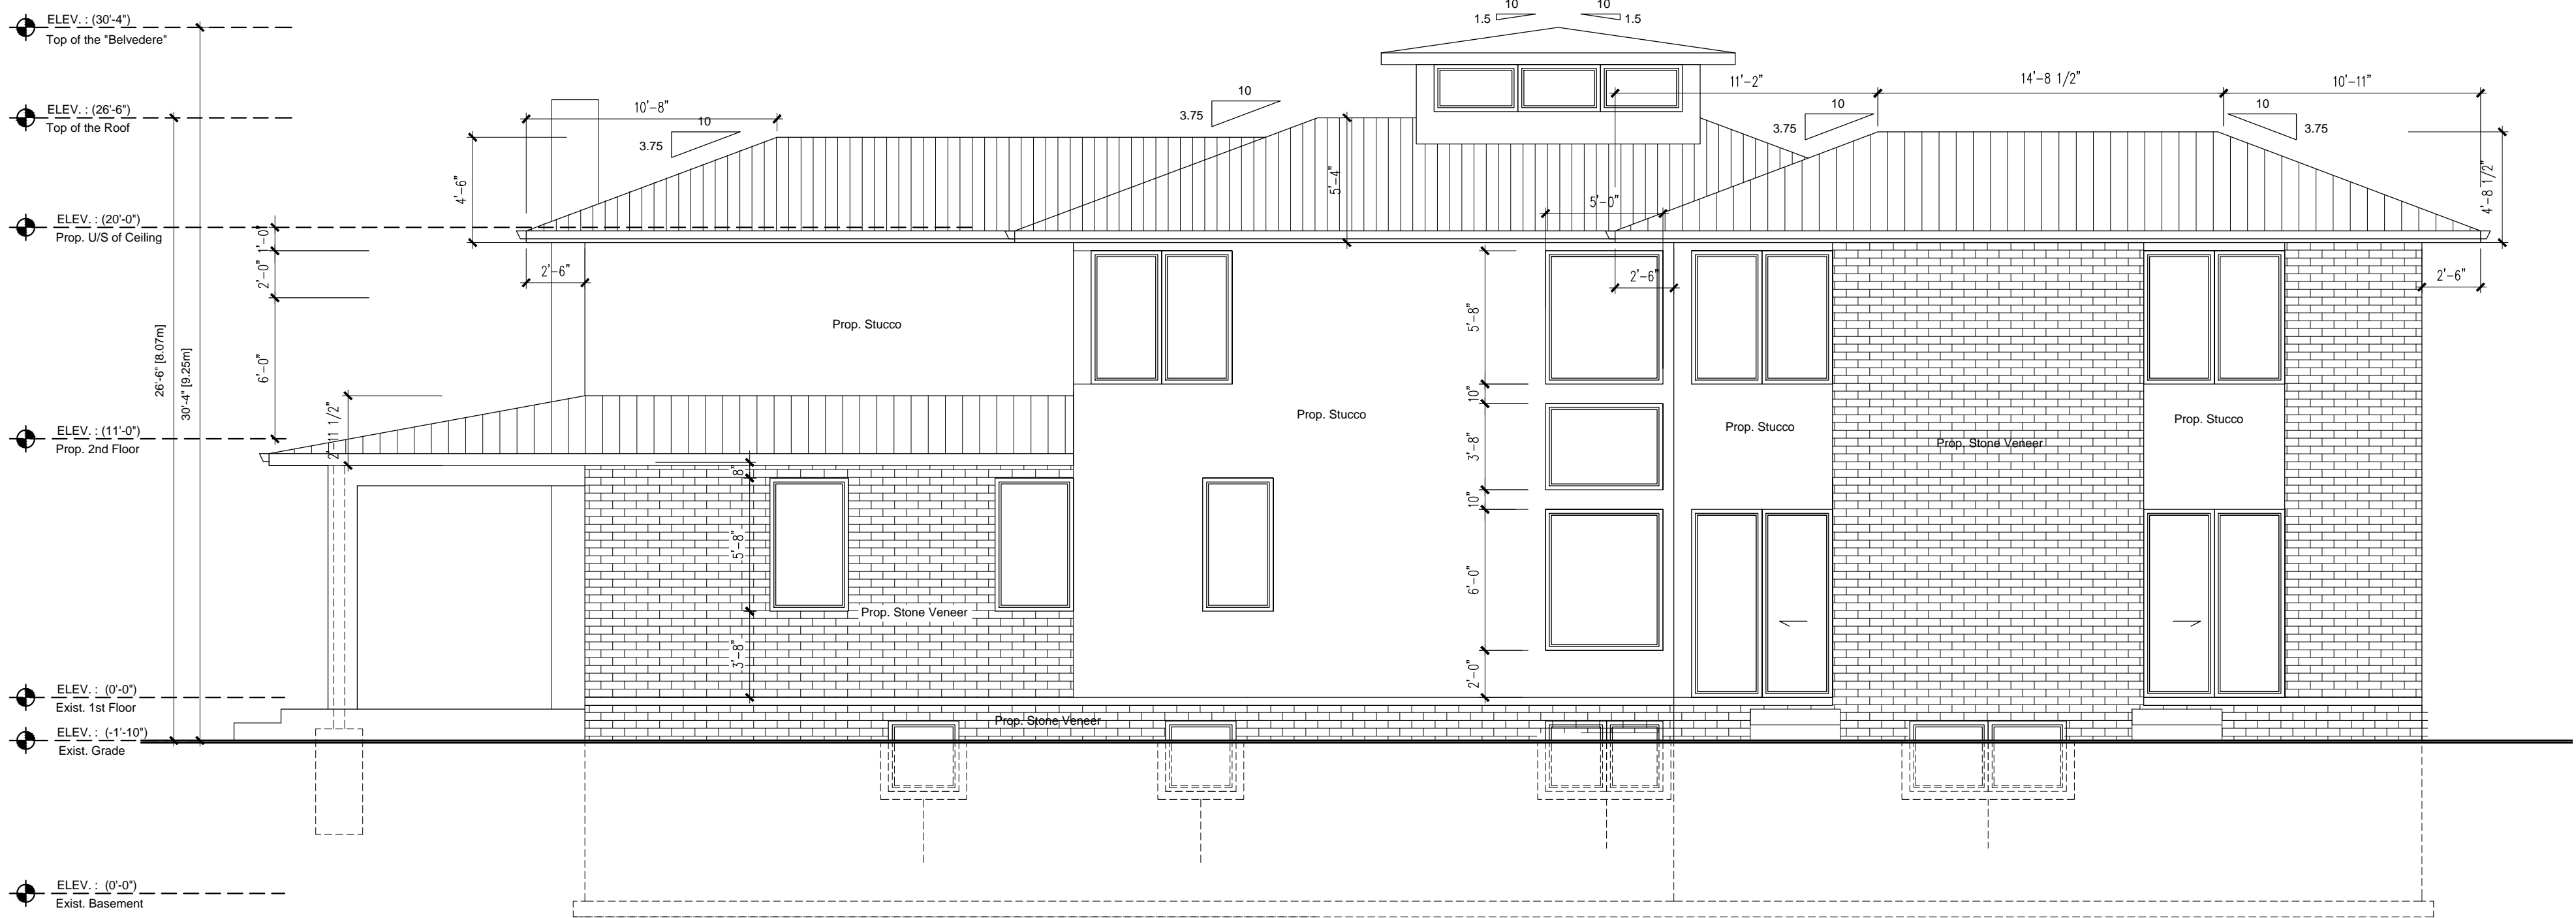 ELEV. : (30'-4")
Top of the "Belvedere"
ELEV. : (26'-6")
Top of the Roof
ELEV. : (20'-0")
Prop. U/S of Ceiling
ELEV. : (11'-0")
Prop. 2nd Floor
ELEV. : (0'-0")
Exist. 1st Floor
ELEV. : (-1'-10")
Exist. Grade
ELEV. : (0'-0")
Exist. Basement
26'-6" [8.07m]
30'-4" [9.25m]
1'-0"
2'-0"
6'-0"
2'-11 1/2"
4'-6"
10'-8"
10
3.75
2'-6"
Prop. Stucco
8"
5'-8"
3'-8"
Prop. Stone Veneer
Prop. Stone Veneer
10
3.75
5'-4"
Prop. Stucco
10
1.5
10
1.5
5'-0"
5'-8"
10"
3'-8"
10"
6'-0"
2'-0"
11'-2"
14'-8 1/2"
10'-11"
10
3.75
10
3.75
4'-8 1/2"
2'-6"
2'-6"
Prop. Stucco
Prop. Stone Veneer
Prop. Stucco